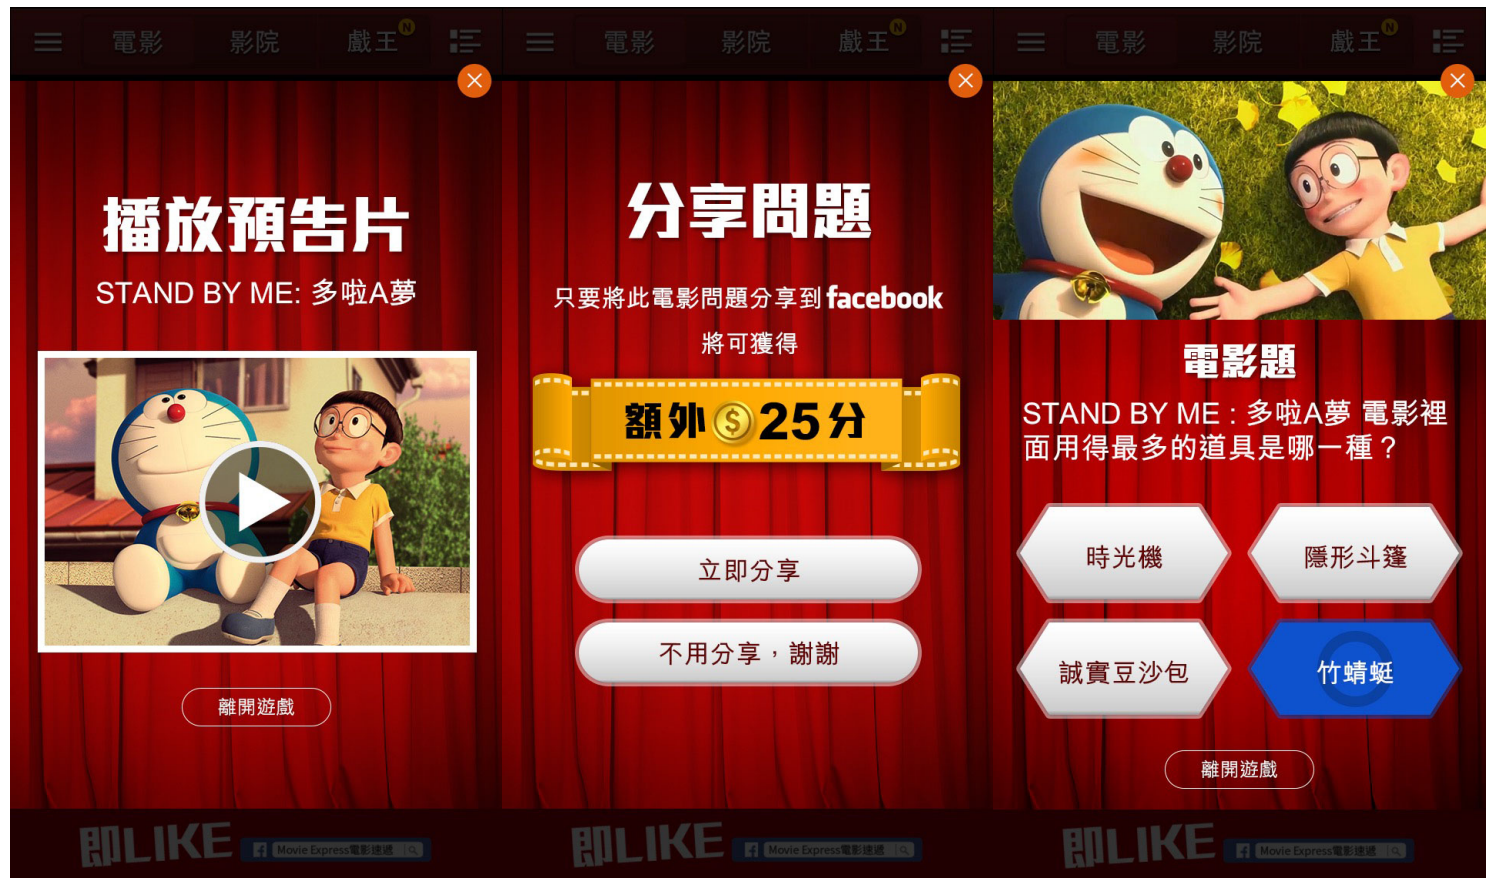 電影 影院 戲王 N
播放預告片
STAND BY ME: 多啦A夢
離開遊戲
即LIKE
Movie Express電影速遞
電影 影院 戲王 N
分享問題
只要將此電影問題分享到facebook
將可獲得
額外$25分
立即分享
不用分享，謝謝
即LIKE
Movie Express電影速遞
電影 影院 戲王 N
電影題
STAND BY ME : 多啦A夢 電影裡
面用得最多的道具是哪一種？
時光機
隱形斗篷
誠實豆沙包
竹蜻蜓
離開遊戲
即LIKE
Movie Express電影速遞